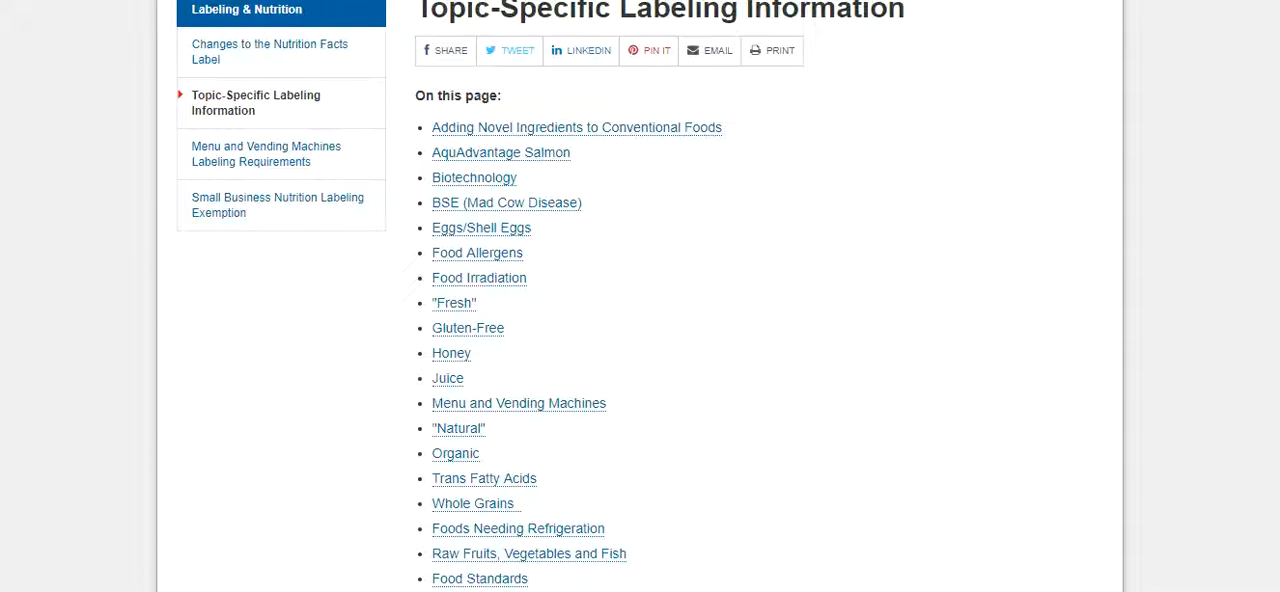 Labeling & Nutrition
Changes to the Nutrition Facts
Label
Topic-Specific Labeling
Information
Menu and Vending Machines
Labeling Requirements
Small Business Nutrition Labeling
Exemption
Topic-Specific Labeling Information
f SHARE TWEET in LINKEDIN PIN IT EMAIL PRINT
On this page:
Adding Novel Ingredients to Conventional Foods
AquAdvantage Salmon
Biotechnology
BSE (Mad Cow Disease)
Eggs/Shell Eggs
Food Allergens
Food Irradiation
"Fresh"
Gluten-Free
Honey
Juice
Menu and Vending Machines
"Natural"
Organic
Trans Fatty Acids
Whole Grains
Foods Needing Refrigeration
Raw Fruits, Vegetables and Fish
Food Standards